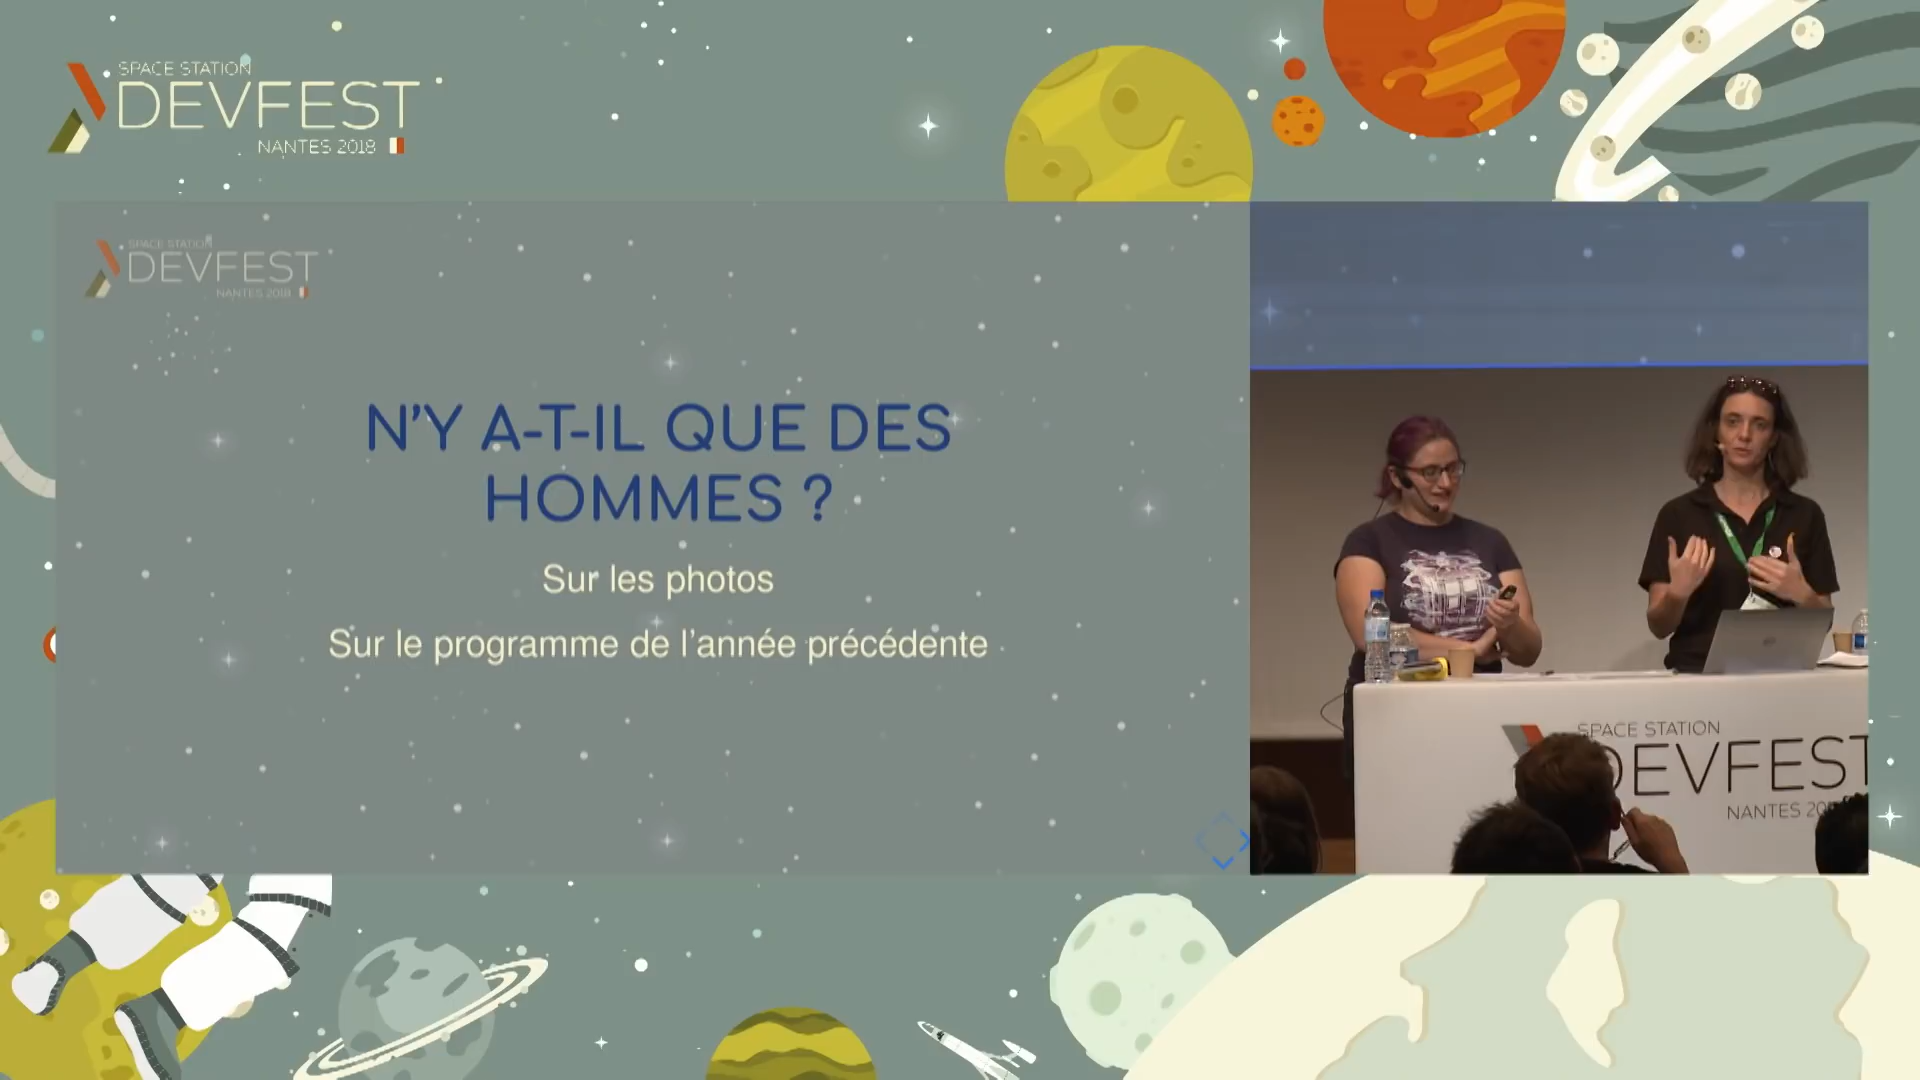 SPACE STATION
DEVFEST
NANTES 2018
SPACE STATION
DEVFEST
NANTES 2018
N'Y A-T-IL QUE DES
HOMMES ?
Sur les photos
Sur le programme de l'année précédente
SPACE STATION
DEVFEST
NANTES